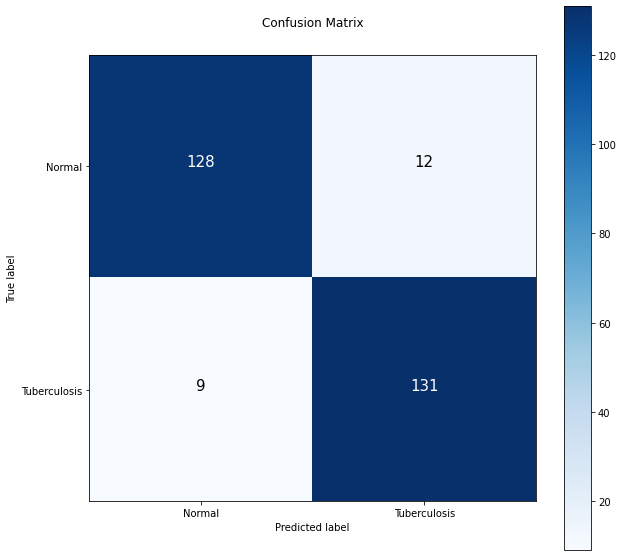 Confusion Matrix
Normal
128
12
Tuberculosis
9
131
True label
Normal
Tuberculosis
Predicted label
120
100
80
60
40
20